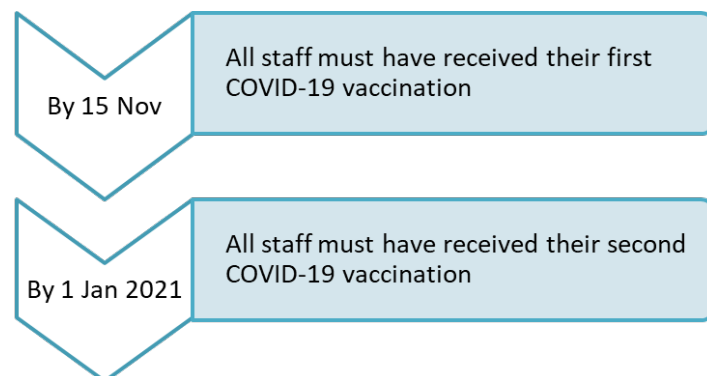 By 15 Nov
All staff must have received their first
COVID-19 vaccination
By 1 Jan 2021
All staff must have received their second
COVID-19 vaccination